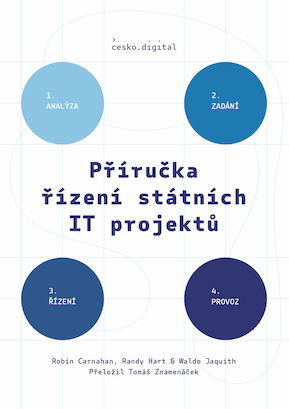 cesko.digital
1.
ANALÝZA
2.
ZADÁNÍ
Příručka
řízení státních
IT projektů
3.
ŘÍZENÍ
4.
PROVOZ
Robin Carnahan, Randy Hart & Waldo Jaquith
Přeložil Tomáš Znamenáček